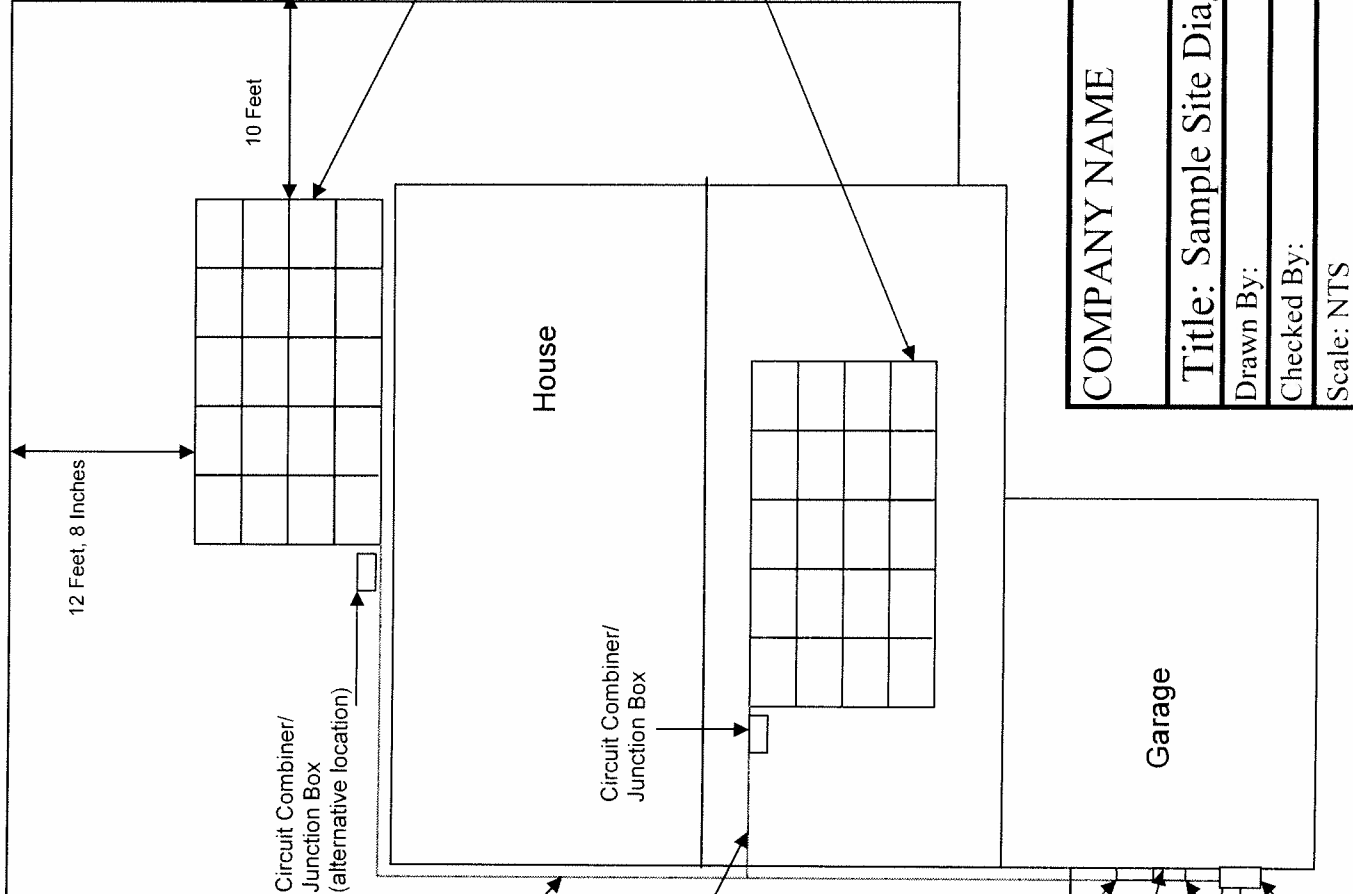 10 Feet
12 Feet, 8 Inches
House
Circuit Combiner/
Junction Box
(alternative location)
Circuit Combiner/
Junction Box
Garage
COMPANY NAME
Title: Sample Site Dia
Drawn By:
Checked By:
Scale: NTS